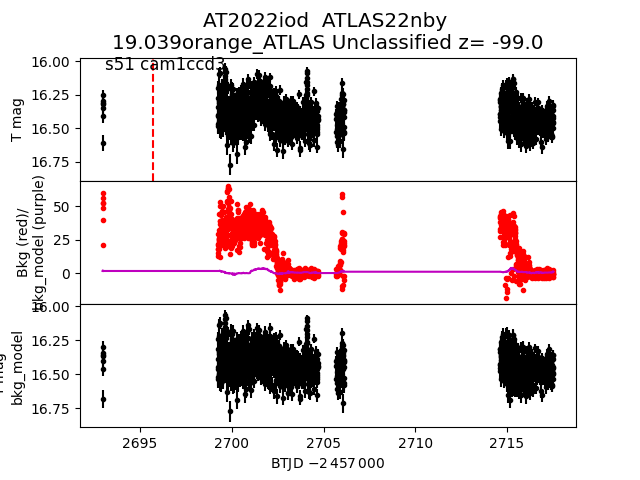 AT2022iod  ATLAS22nby
19.039orange_ATLAS Unclassified z= -99.0
s51 cam1ccd3
T mag
16.00
16.25
16.50
16.75
Bkg (red)/
bkg_model (purple)
50
25
0
T mag
bkg_model
16.00
16.25
16.50
16.75
2695
2700
2705
2710
2715
BTJD −2 457 000